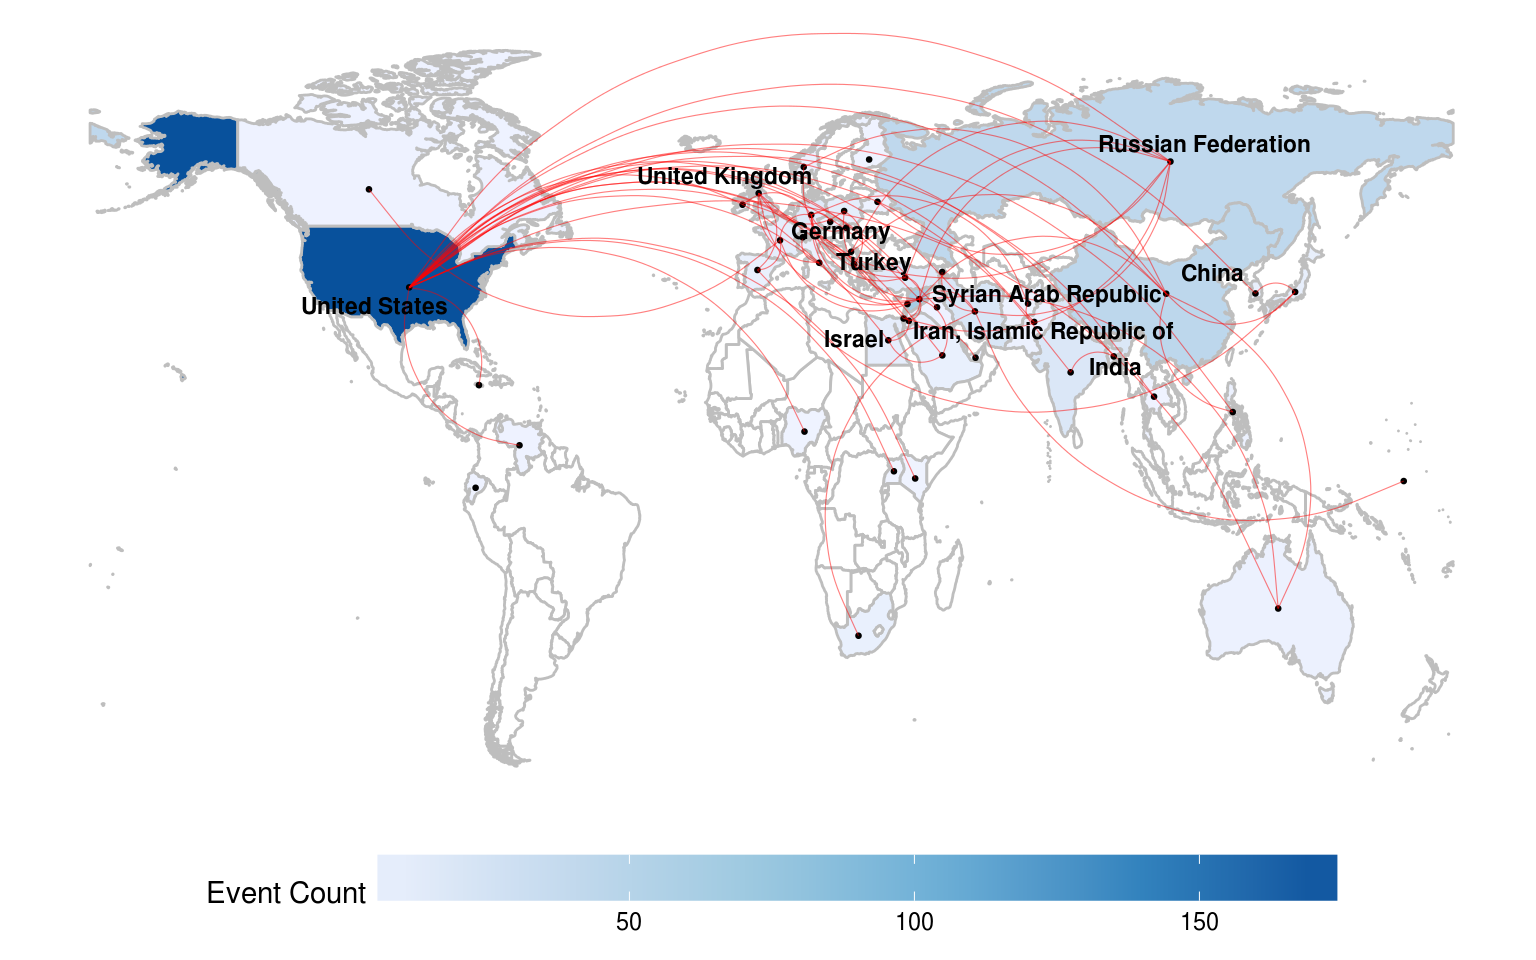 Russian Federation
United Kingdom
Germany
Turkey
China
Syrian Arab Republic
United States
Iran, Islamic Republic of
Israel
India
Event Count
50 100 150